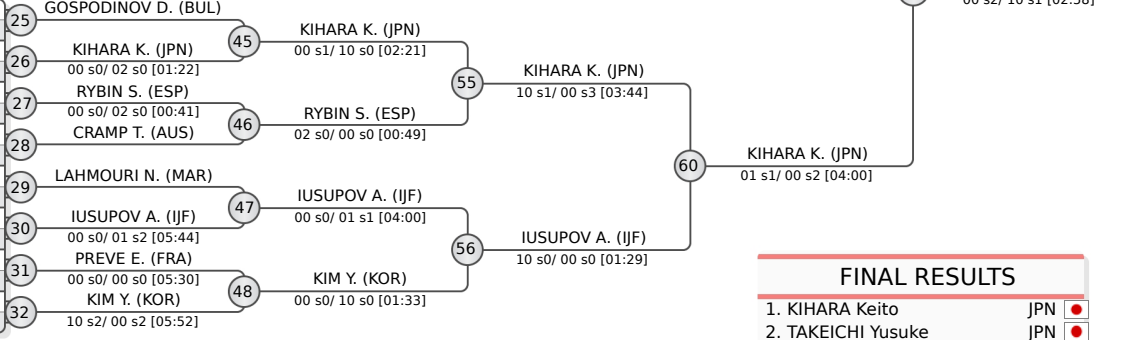 GOSPODINOV D. (BUL)
25
KIHARA K. (JPN)
00 s0/ 02 s0 [01:22]
26
45
KIHARA K. (JPN)
00 s1/ 10 s0 [02:21]
RYBIN S. (ESP)
00 s0/ 02 s0 [00:41]
27
CRAMP T. (AUS)
28
46
RYBIN S. (ESP)
02 s0/ 00 s0 [00:49]
55
KIHARA K. (JPN)
10 s1/ 00 s3 [03:44]
LAHMOURI N. (MAR)
29
IUSUPOV A. (IJF)
00 s0/ 01 s2 [05:44]
30
47
IUSUPOV A. (IJF)
00 s0/ 01 s1 [04:00]
PREVE E. (FRA)
00 s0/ 00 s0 [05:30]
31
KIM Y. (KOR)
10 s2/ 00 s2 [05:52]
32
48
KIM Y. (KOR)
00 s0/ 10 s0 [01:33]
56
IUSUPOV A. (IJF)
10 s0/ 00 s0 [01:29]
60
KIHARA K. (JPN)
01 s1/ 00 s2 [04:00]
00 s2/ 10 s1 [02:58]
FINAL RESULTS
1. KIHARA Keito JPN
2. TAKEICHI Yusuke JPN